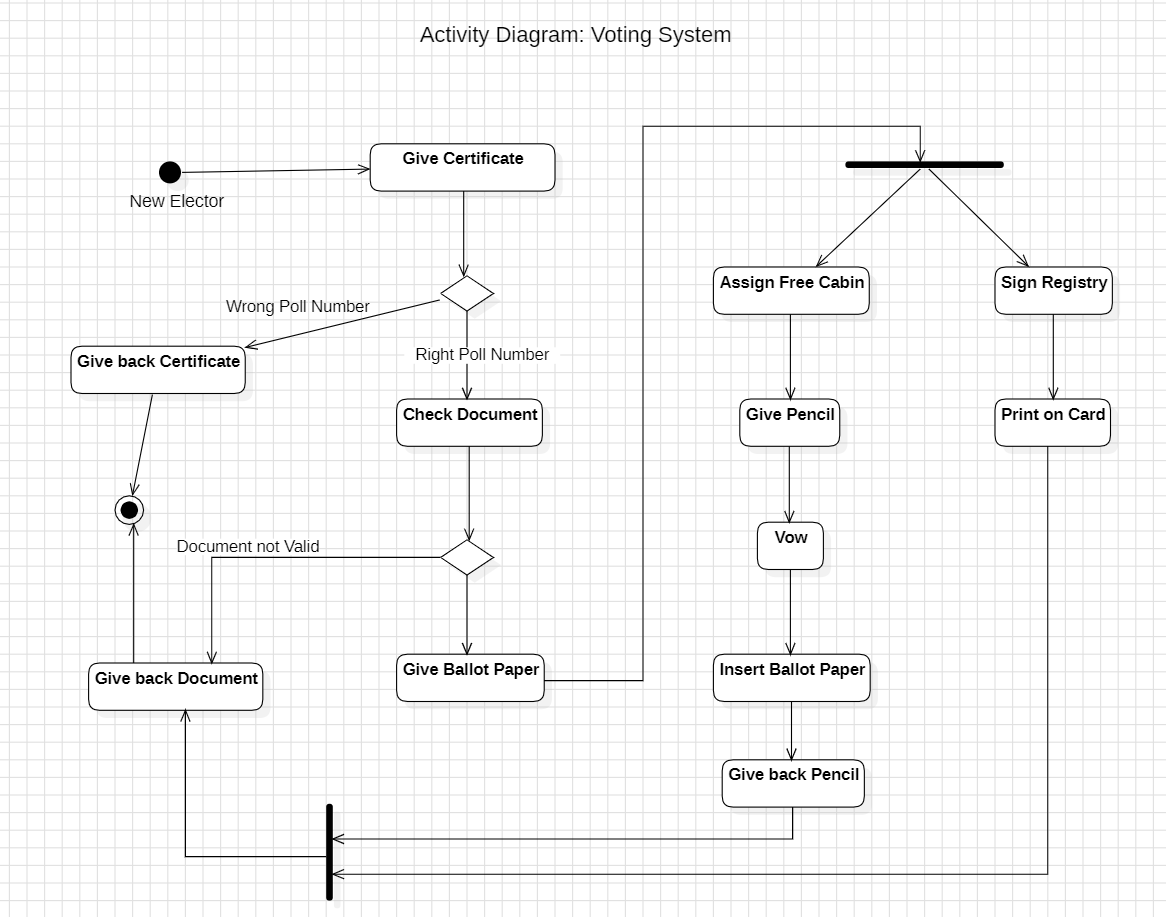 Activity Diagram: Voting System
Give Certificate
New Elector
Wrong Poll Number
Right Poll Number
Give back Certificate
Check Document
Document not Valid
Give back Document
Give Ballot Paper
Assign Free Cabin
Sign Registry
Give Pencil
Print on Card
Vow
Insert Ballot Paper
Give back Pencil